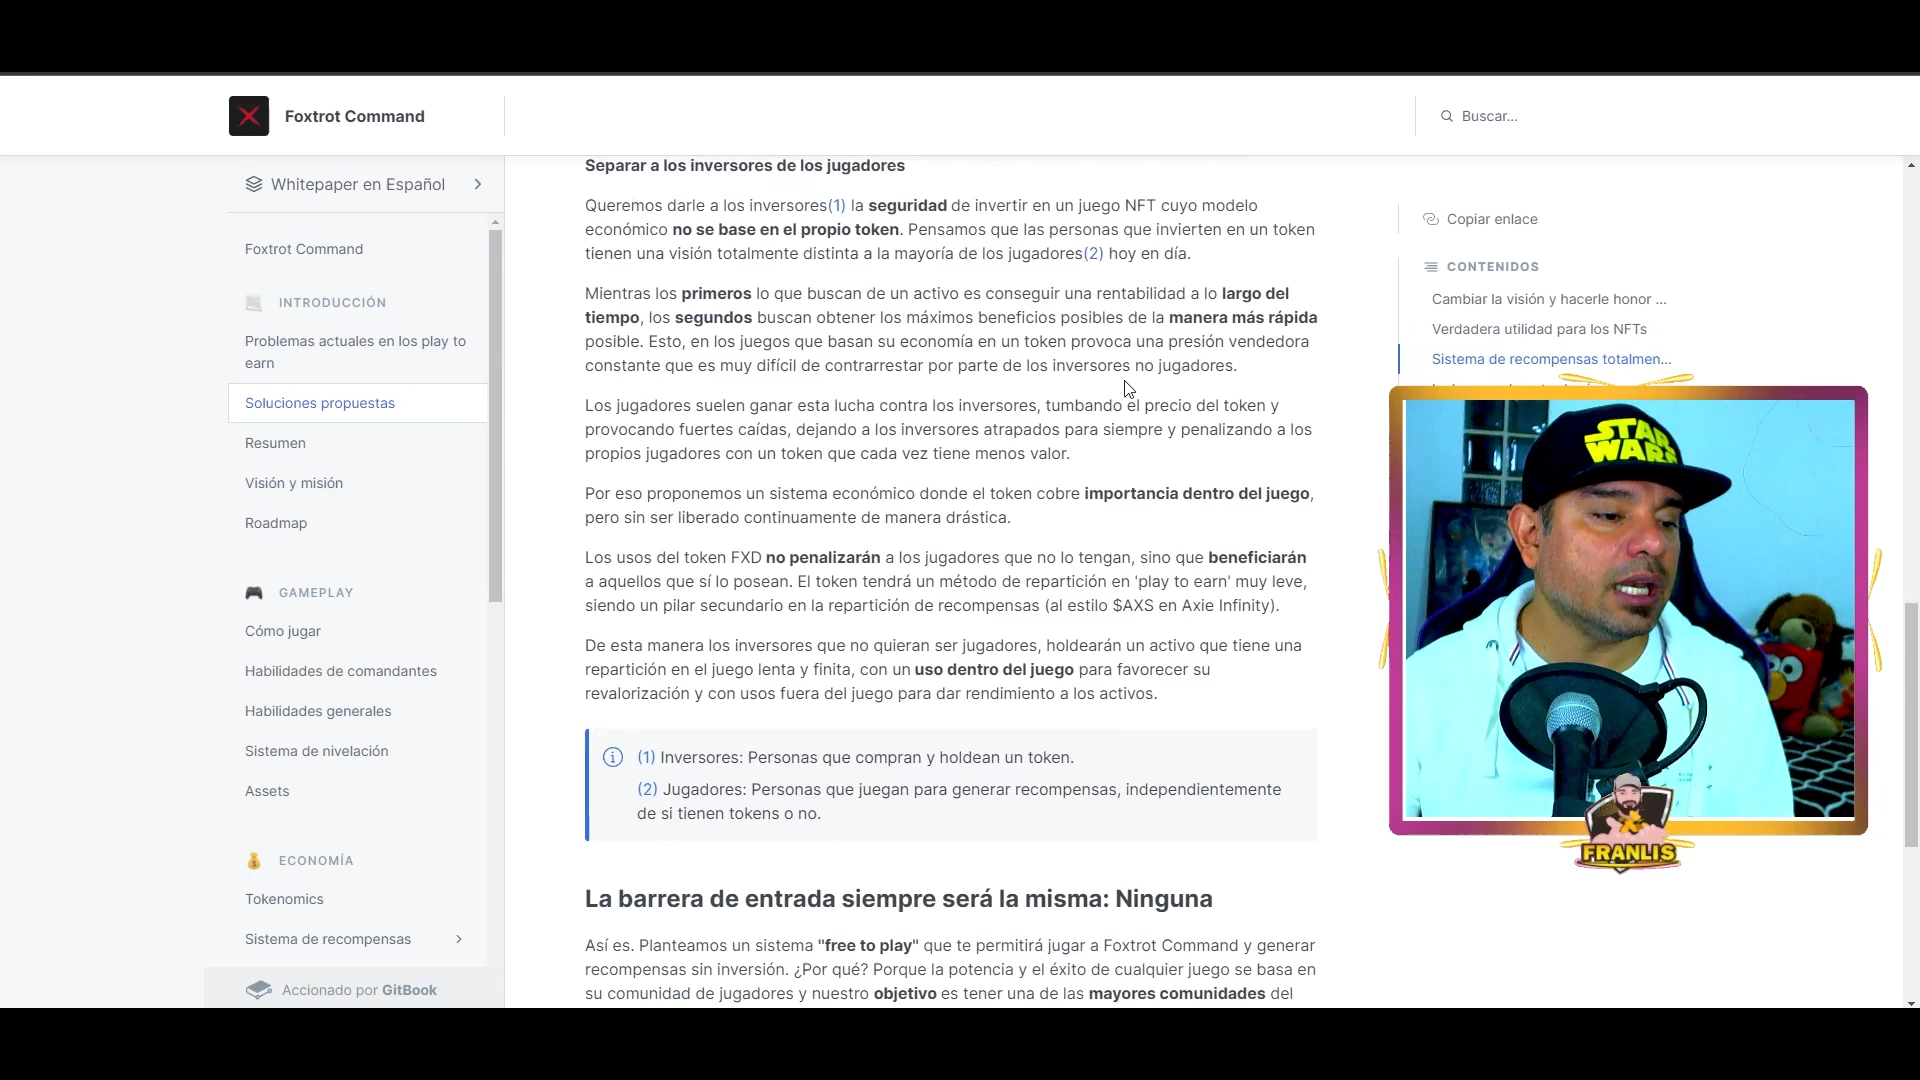 Foxtrot Command
Buscar...
Whitepaper en Español
Foxtrot Command
INTRODUCCIÓN
Problemas actuales en los play to
earn
Soluciones propuestas
Resumen
Visión y misión
Roadmap
GAMEPLAY
Cómo jugar
Habilidades de comandantes
Habilidades generales
Sistema de nivelación
Assets
ECONOMÍA
Tokenomics
Sistema de recompensas
Accionado por GitBook
Separar a los inversores de los jugadores
Queremos darle a los inversores(1) la seguridad de invertir en un juego NFT cuyo modelo
económico no se base en el propio token. Pensamos que las personas que invierten en un token
tienen una visión totalmente distinta a la mayoría de los jugadores(2) hoy en día.
Mientras los primeros lo que buscan de un activo es conseguir una rentabilidad a lo largo del
tiempo, los segundos buscan obtener los máximos beneficios posibles de la manera más rápida
posible. Esto, en los juegos que basan su economía en un token provoca una presión vendedora
constante que es muy difícil de contrarrestar por parte de los inversores no jugadores.
Los jugadores suelen ganar esta lucha contra los inversores, tumbando el precio del token y
provocando fuertes caídas, dejando a los inversores atrapados para siempre y penalizando a los
propios jugadores con un token que cada vez tiene menos valor.
Por eso proponemos un sistema económico donde el token cobre importancia dentro del juego,
pero sin ser liberado continuamente de manera drástica.
Los usos del token FXD no penalizarán a los jugadores que no lo tengan, sino que beneficiarán
a aquellos que sí lo posean. El token tendrá un método de repartición en 'play to earn' muy leve,
siendo un pilar secundario en la repartición de recompensas (al estilo $AXS en Axie Infinity).
De esta manera los inversores que no quieran ser jugadores, holdearán un activo que tiene una
repartición en el juego lenta y finita, con un uso dentro del juego para favorecer su
revalorización y con usos fuera del juego para dar rendimiento a los activos.
(1) Inversores: Personas que compran y holdean un token.
(2) Jugadores: Personas que juegan para generar recompensas, independientemente
de si tienen tokens o no.
La barrera de entrada siempre será la misma: Ninguna
Así es. Planteamos un sistema "free to play" que te permitirá jugar a Foxtrot Command y generar
recompensas sin inversión. ¿Por qué? Porque la potencia y el éxito de cualquier juego se basa en
su comunidad de jugadores y nuestro objetivo es tener una de las mayores comunidades del
Copiar enlace
CONTENIDOS
Cambiar la visión y hacerle honor ...
Verdadera utilidad para los NFTs
Sistema de recompensas totalmen...
STAR
WARS
FRANLIS